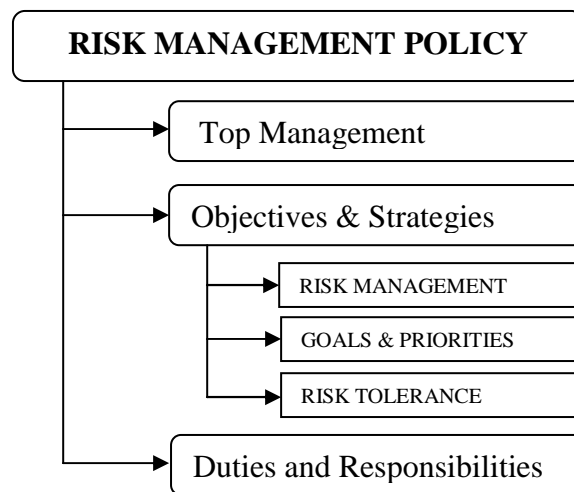 RISK MANAGEMENT POLICY
Top Management
Objectives & Strategies
RISK MANAGEMENT
GOALS & PRIORITIES
RISK TOLERANCE
Duties and Responsibilities